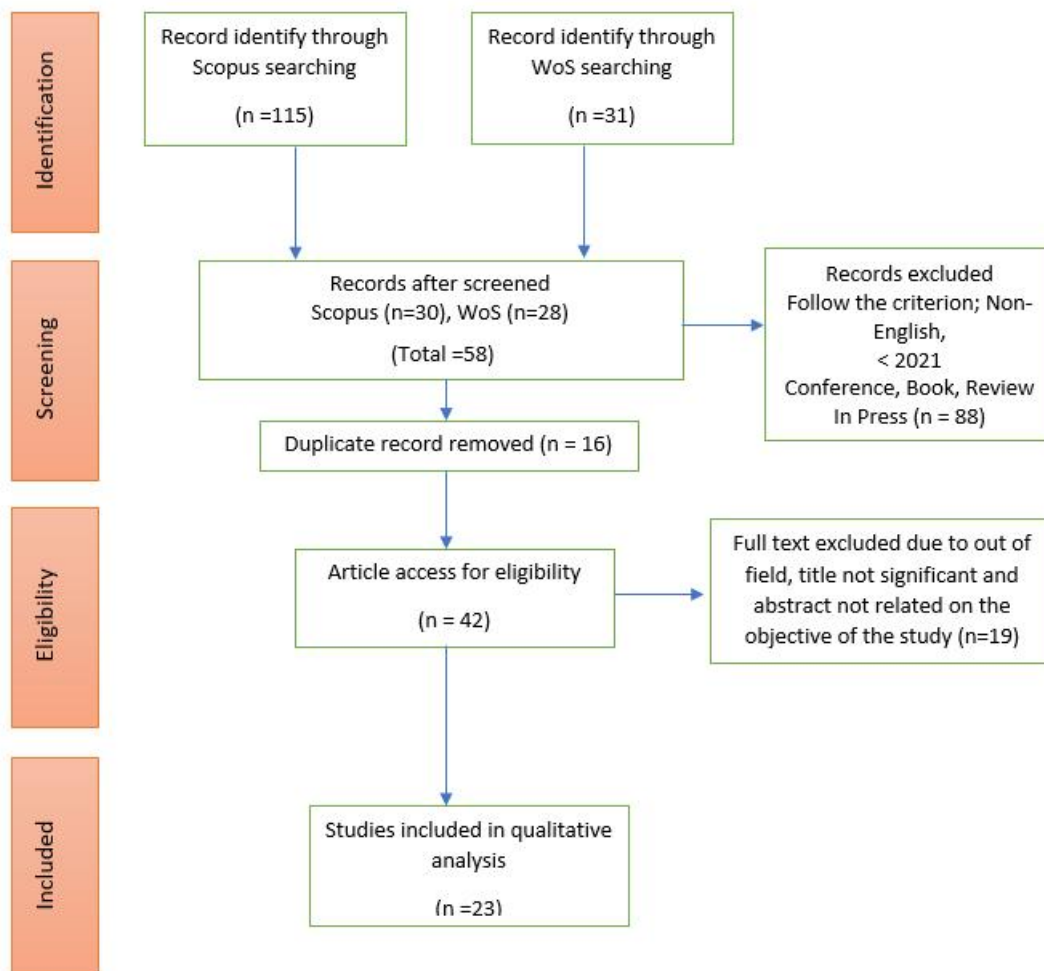 Identification
Record identify through
Scopus searching
(n =115)
Record identify through
WoS searching
(n =31)
Screening
Records after screened
Scopus (n=30), WoS (n=28)
(Total =58)
Records excluded
Follow the criterion; Non-
English,
< 2021
Conference, Book, Review
In Press (n = 88)
Duplicate record removed (n = 16)
Eligibility
Article access for eligibility
(n = 42)
Full text excluded due to out of
field, title not significant and
abstract not related on the
objective of the study (n=19)
Included
Studies included in qualitative
analysis
(n =23)